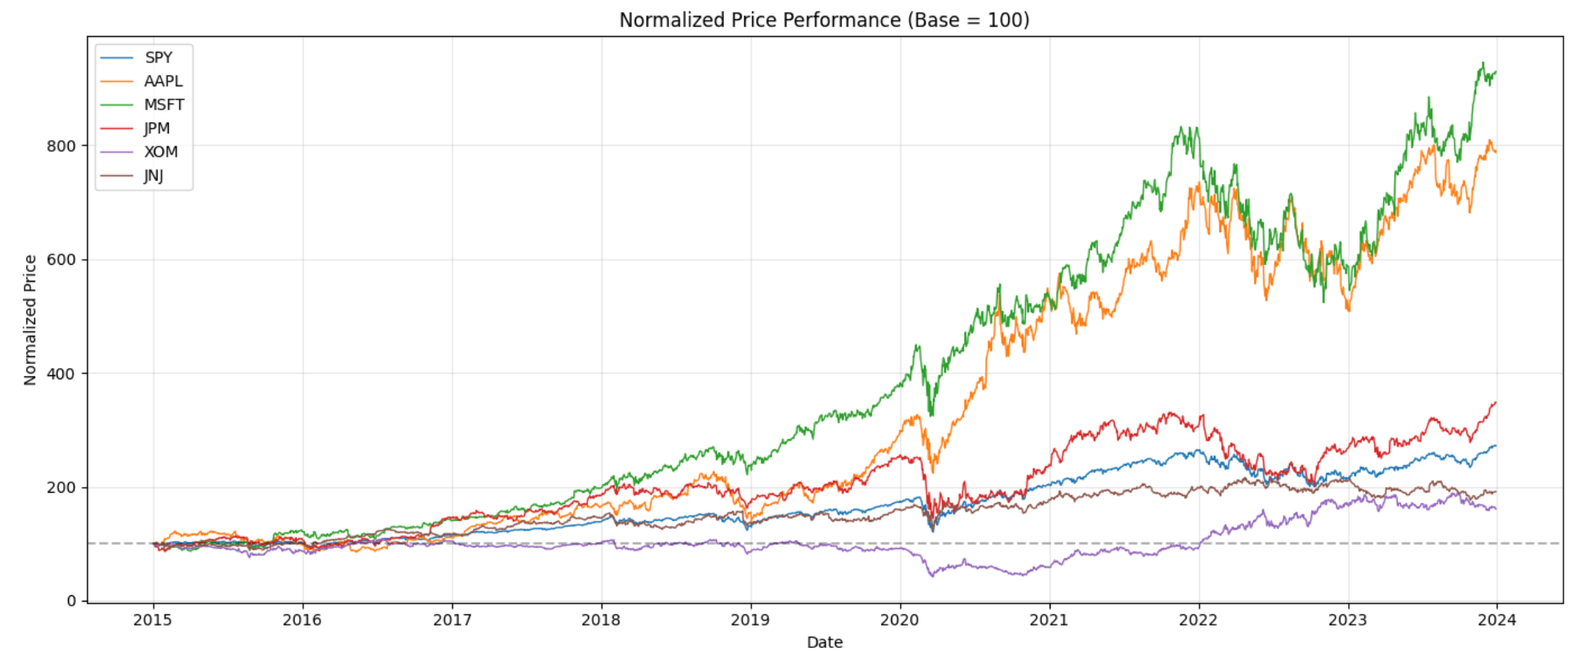 Normalized Price Performance (Base = 100)
SPY
AAPL
MSFT
JPM
XOM
JNJ
Normalized Price
800
600
400
200
0
2015 2016 2017 2018 2019 2020 2021 2022 2023 2024
Date